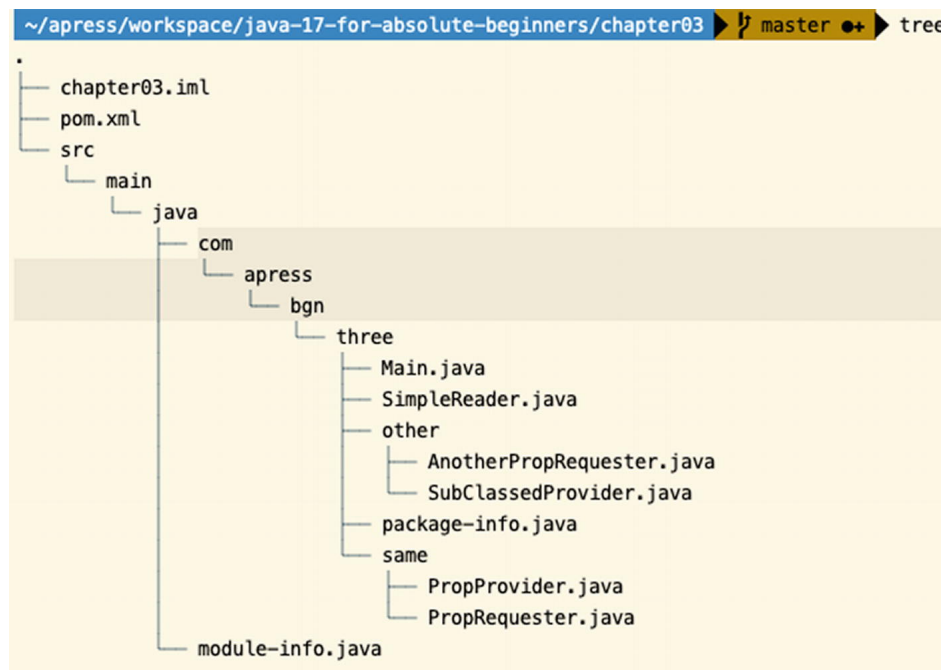 ~/apress/workspace/java-17-for-absolute-beginners/chapter03 master ●+ tree
.
├── chapter03.iml
├── pom.xml
└── src
    └── main
        └── java
            ├── com
            │   └── apress
            │       └── bgn
            │           └── three
            │               ├── Main.java
            │               ├── SimpleReader.java
            │               ├── other
            │               │   ├── AnotherPropRequester.java
            │               │   └── SubClassedProvider.java
            │               ├── package-info.java
            │               └── same
            │                   ├── PropProvider.java
            │                   └── PropRequester.java
            └── module-info.java